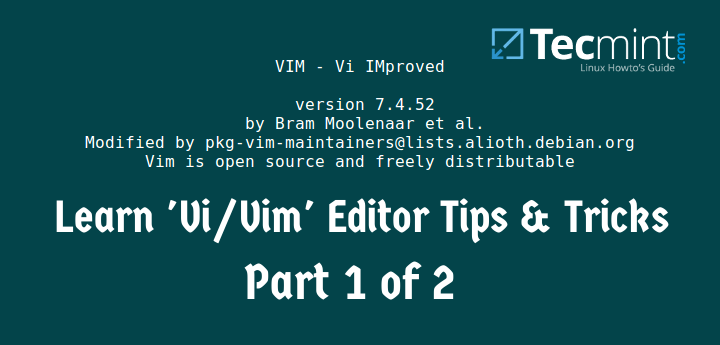 Tecmint.com
Linux Howto's Guide
VIM - Vi IMproved
version 7.4.52
by Bram Moolenaar et al.
Modified by pkg-vim-maintainers@lists.alioth.debian.org
Vim is open source and freely distributable
Learn 'Vi/Vim' Editor Tips & Tricks
Part 1 of 2